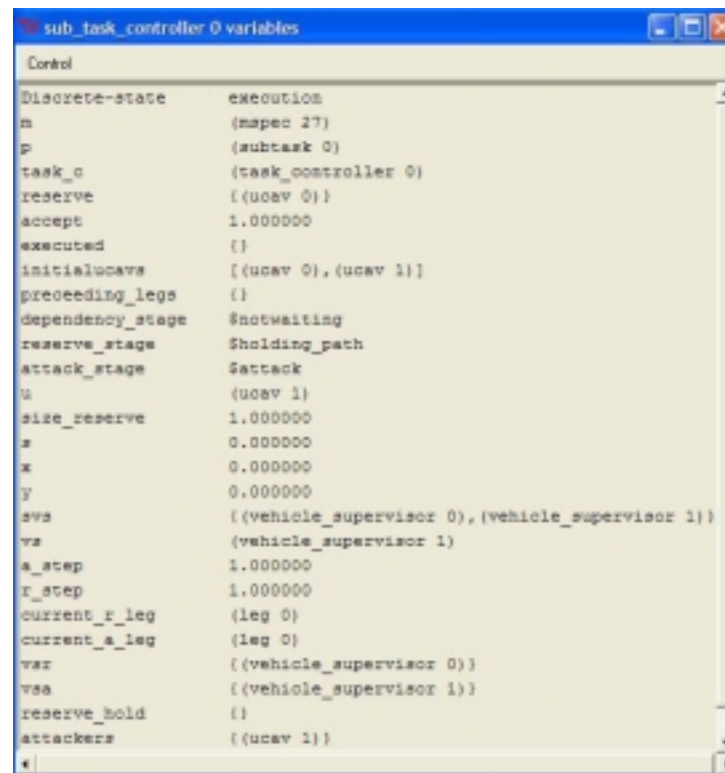 sub_task_controller 0 variables
Control
Discrete-state execution
m (mspec 27)
p (subtask 0)
task_c (task_controller 0)
reserve {(ucav 0)}
accept 1.000000
executed {}
initialucavs [(ucav 0),(ucav 1)]
preceeding_legs {}
dependency_stage $notwaiting
reserve_stage $holding_path
attack_stage $attack
u (ucav 1)
size_reserve 1.000000
z 0.000000
x 0.000000
y 0.000000
svs {(vehicle_supervisor 0),(vehicle_supervisor 1)}
vs (vehicle_supervisor 1)
a_step 1.000000
r_step 1.000000
current_r_leg (leg 0)
current_a_leg (leg 0)
vsr {(vehicle_supervisor 0)}
vsa {(vehicle_supervisor 1)}
reserve_hold {}
attackers {(ucav 1)}